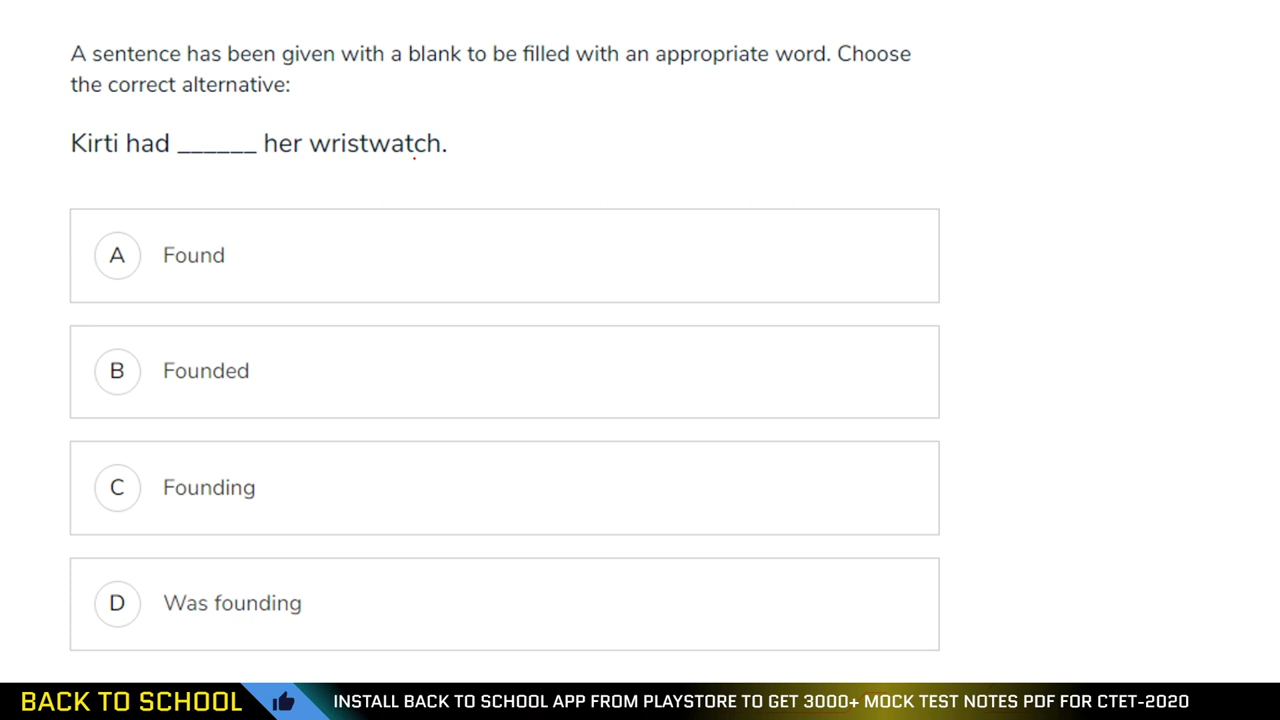 A sentence has been given with a blank to be filled with an appropriate word. Choose
the correct alternative:
Kirti had ______ her wristwatch.
A Found
B Founded
C Founding
D Was founding
BACK TO SCHOOL INSTALL BACK TO SCHOOL APP FROM PLAYSTORE TO GET 3000+ MOCK TEST NOTES PDF FOR CTET-2020